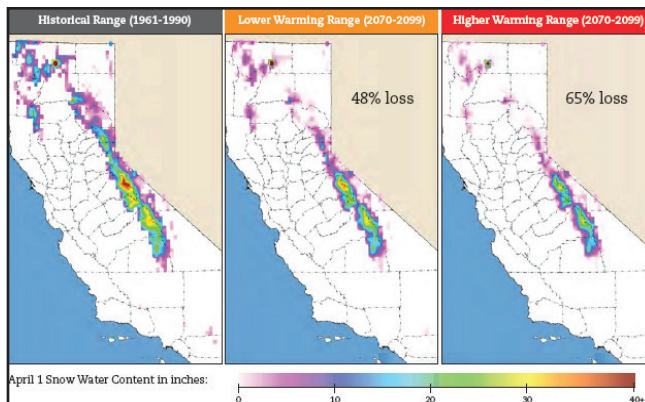 Historical Range (1961-1990)
Lower Warming Range (2070-2099)
Higher Warming Range (2070-2099)
48% loss
65% loss
April 1 Snow Water Content in inches:
0
10
20
30
40+